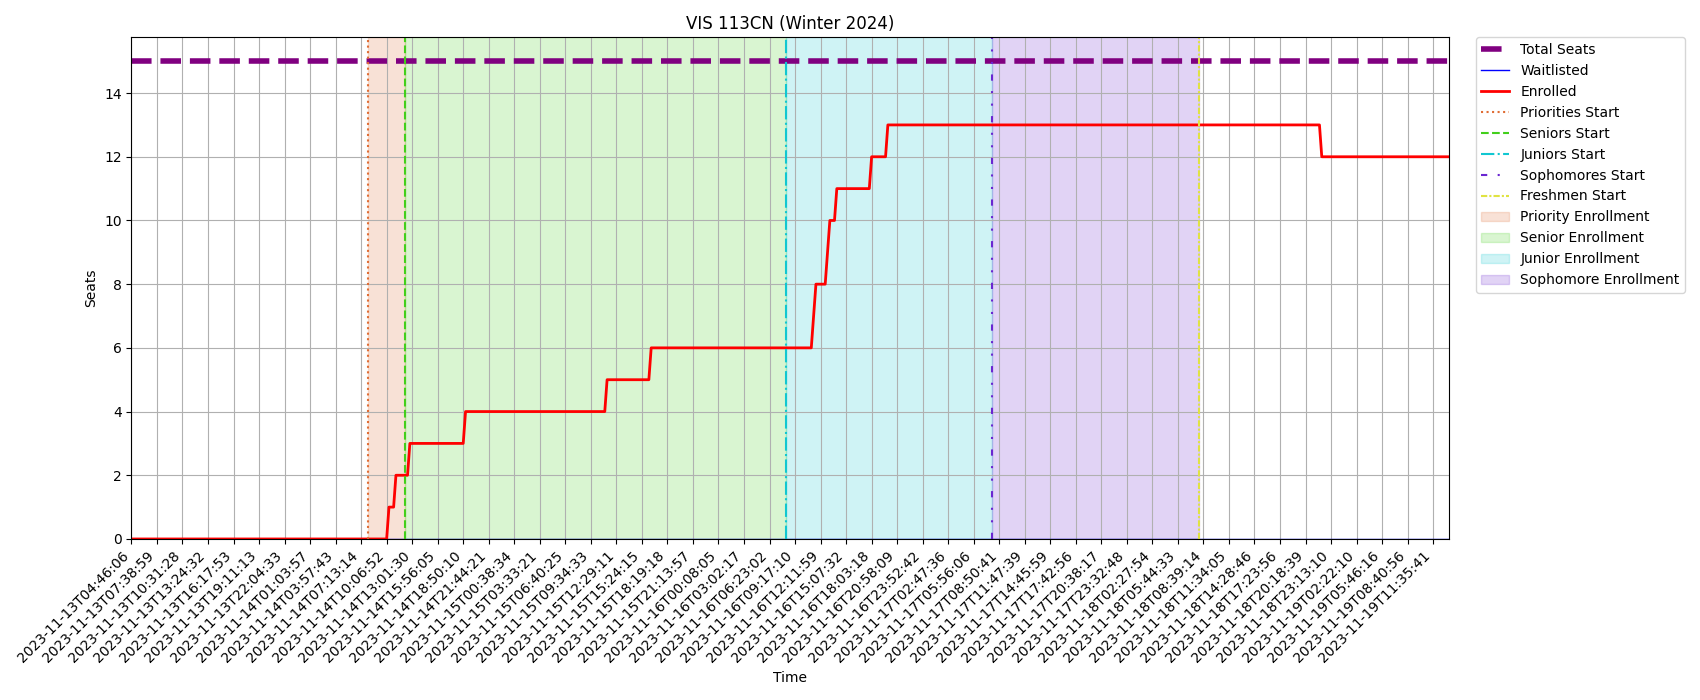 VIS 113CN (Winter 2024)
Total Seats
Waitlisted
Enrolled
Priorities Start
Seniors Start
Juniors Start
Sophomores Start
Freshmen Start
Priority Enrollment
Senior Enrollment
Junior Enrollment
Sophomore Enrollment
Seats
14
12
10
8
6
4
2
0
2023-11-13T04:46:06
2023-11-13T07:38:59
2023-11-13T10:31:28
2023-11-13T13:24:32
2023-11-13T16:17:53
2023-11-13T19:11:13
2023-11-13T22:04:33
2023-11-14T01:03:57
2023-11-14T03:57:43
2023-11-14T07:13:14
2023-11-14T10:06:52
2023-11-14T13:01:30
2023-11-14T15:56:05
2023-11-14T18:50:10
2023-11-14T21:44:21
2023-11-15T00:38:34
2023-11-15T03:33:21
2023-11-15T06:40:25
2023-11-15T09:34:33
2023-11-15T12:29:11
2023-11-15T15:24:15
2023-11-15T18:19:18
2023-11-15T21:13:57
2023-11-16T00:08:05
2023-11-16T03:02:17
2023-11-16T06:23:02
2023-11-16T09:17:10
2023-11-16T12:11:59
2023-11-16T15:07:32
2023-11-16T18:03:18
2023-11-16T20:58:09
2023-11-16T23:52:42
2023-11-17T02:47:36
2023-11-17T05:56:06
2023-11-17T08:50:41
2023-11-17T11:47:39
2023-11-17T14:45:59
2023-11-17T17:42:56
2023-11-17T20:38:17
2023-11-17T23:32:48
2023-11-18T02:27:54
2023-11-18T05:44:33
2023-11-18T08:39:14
2023-11-18T11:34:05
2023-11-18T14:28:46
2023-11-18T17:23:56
2023-11-18T20:18:39
2023-11-18T23:13:10
2023-11-19T02:22:10
2023-11-19T05:46:16
2023-11-19T08:40:56
2023-11-19T11:35:41
Time